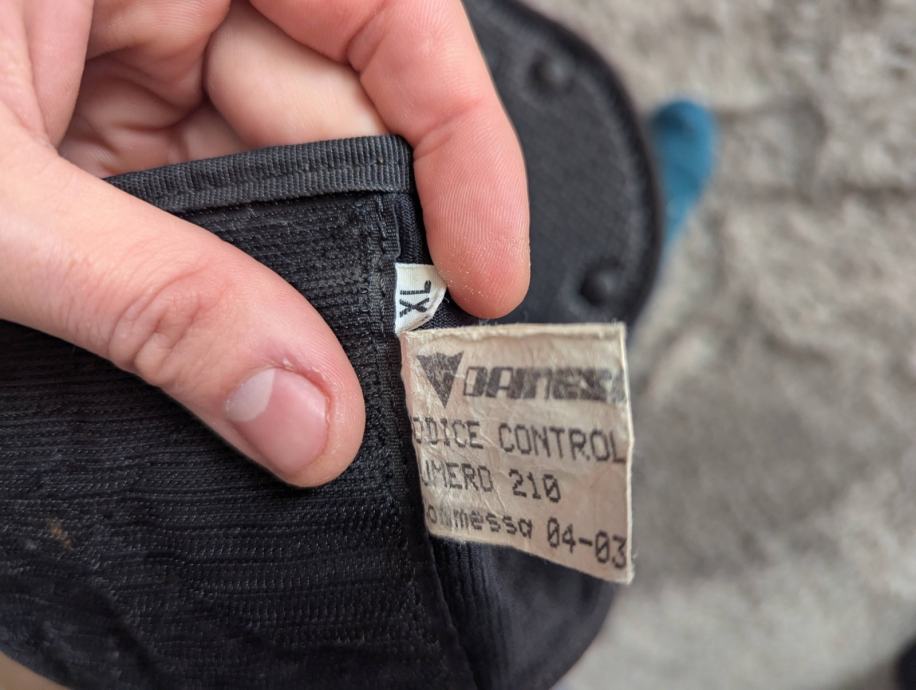 XL
DAINES
ODICE CONTROL
UMERO 210
ommessa 04-03